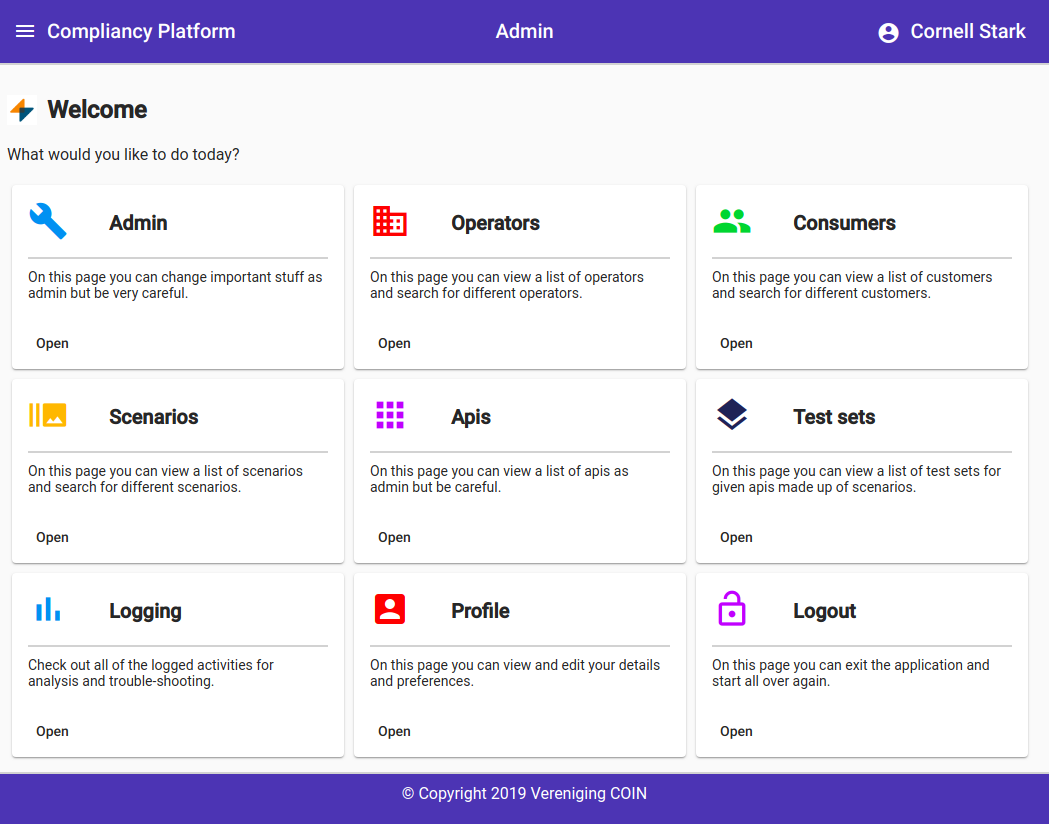 Compliancy Platform
Admin
Cornell Stark
Welcome
What would you like to do today?
Admin
On this page you can change important stuff as
admin but be very careful.
Open
Operators
On this page you can view a list of operators
and search for different operators.
Open
Consumers
On this page you can view a list of customers
and search for different customers.
Open
Scenarios
On this page you can view a list of scenarios
and search for different scenarios.
Open
Apis
On this page you can view a list of apis as
admin but be careful.
Open
Test sets
On this page you can view a list of test sets for
given apis made up of scenarios.
Open
Logging
Check out all of the logged activities for
analysis and trouble-shooting.
Open
Profile
On this page you can view and edit your details
and preferences.
Open
Logout
On this page you can exit the application and
start all over again.
Open
© Copyright 2019 Vereniging COIN